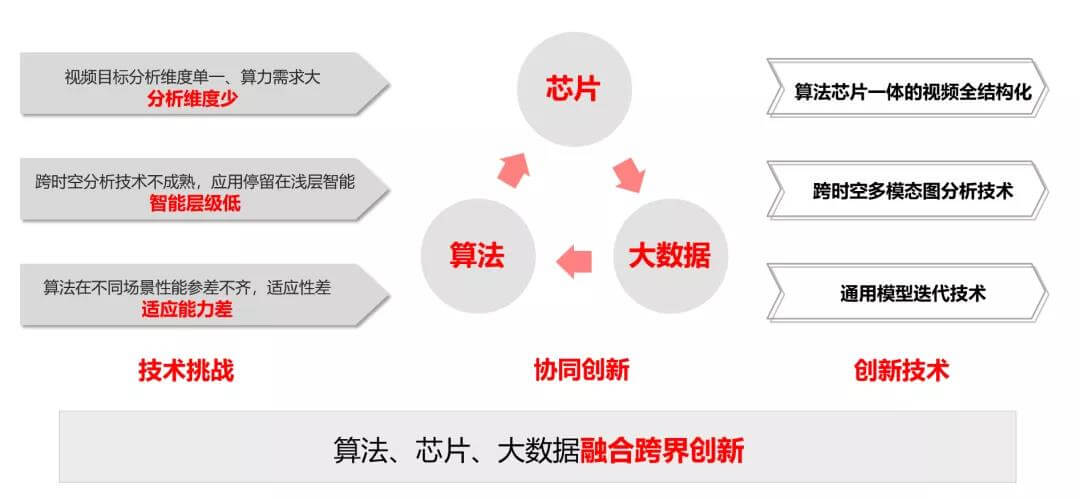 视频目标分析维度单一、算力需求大
分析维度少
跨时空分析技术不成熟，应用停留在浅层智能
智能层级低
算法在不同场景性能参差不齐，适应性差
适应能力差
技术挑战
芯片
算法
大数据
协同创新
算法芯片一体的视频全结构化
跨时空多模态图分析技术
通用模型迭代技术
创新技术
算法、芯片、大数据融合跨界创新